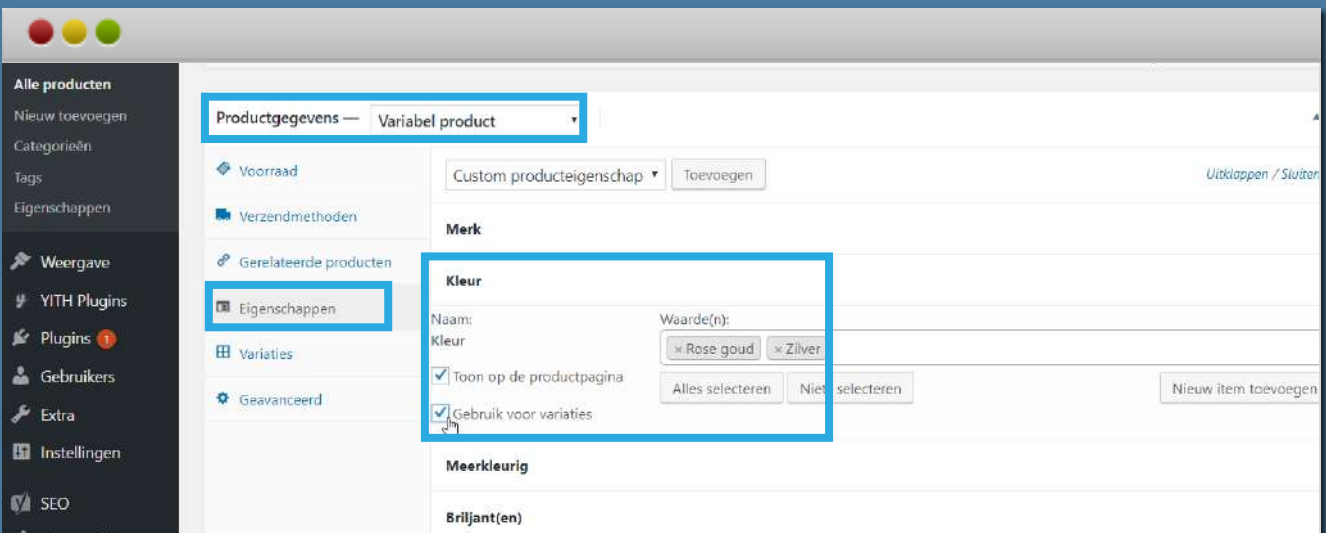 Alle producten
Nieuw toevoegen
Categorieën
Tags
Eigenschappen
Weergave
YITH Plugins
Plugins 1
Gebruikers
Extra
Instellingen
SEO
Productgegevens — Variabel product
Voorraad
Verzendmethoden
Gerelateerde producten
Eigenschappen
Variaties
Geavanceerd
Custom producteigenschap Toevoegen
Uitklappen / Sluiten
Merk
Kleur
Naam: Waarde(n):
Kleur
× Rose goud × Zilver
Toon op de productpagina
Alles selecteren Niets selecteren Nieuw item toevoegen
Gebruik voor variaties
Meerkleurig
Briljant(en)